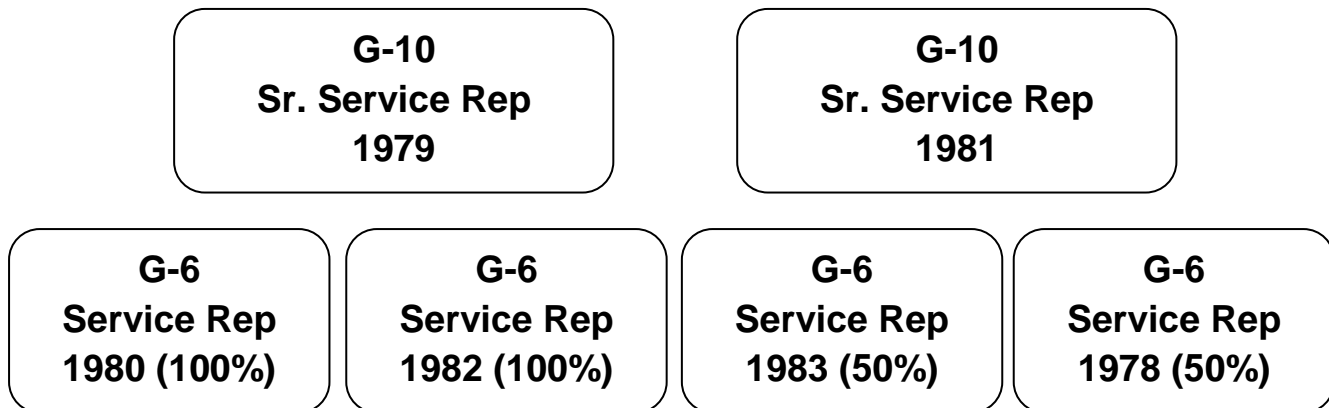 G-10
Sr. Service Rep
1979
G-10
Sr. Service Rep
1981
G-6
Service Rep
1980 (100%)
G-6
Service Rep
1982 (100%)
G-6
Service Rep
1983 (50%)
G-6
Service Rep
1978 (50%)